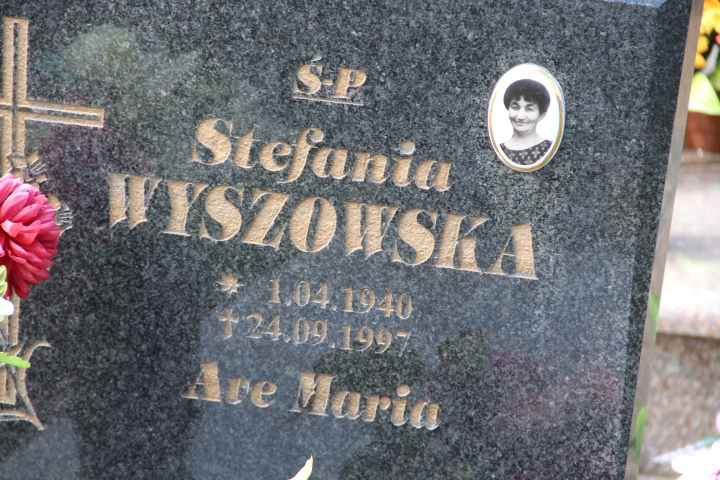 Ś-P
Stefania
WYSZOWSKA
* 1.04.1940
✝ 24.09.1997
Ave Maria